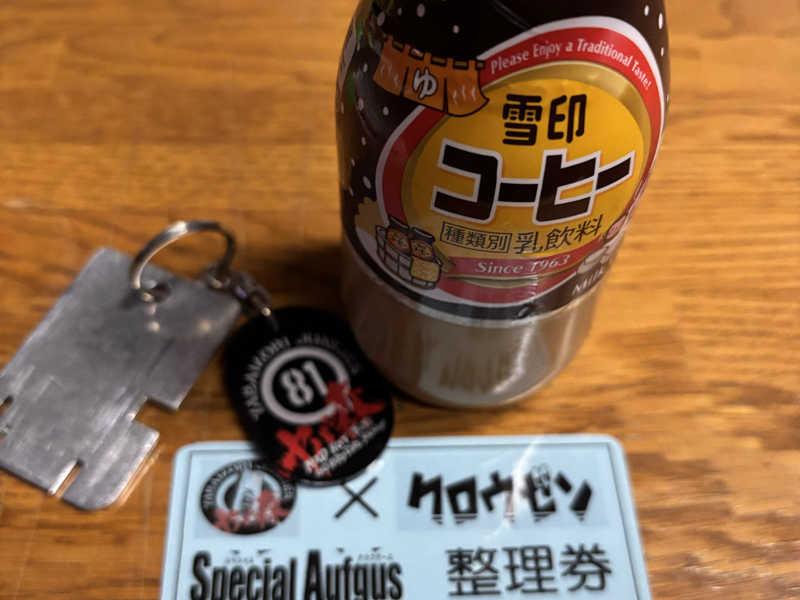 ゆ
Please Enjoy a Traditional Taste!
雪印
コーヒー
種類別 乳飲料
Since 1963
Milk
81
×
クロウゼン
Special Aufgus
整理券